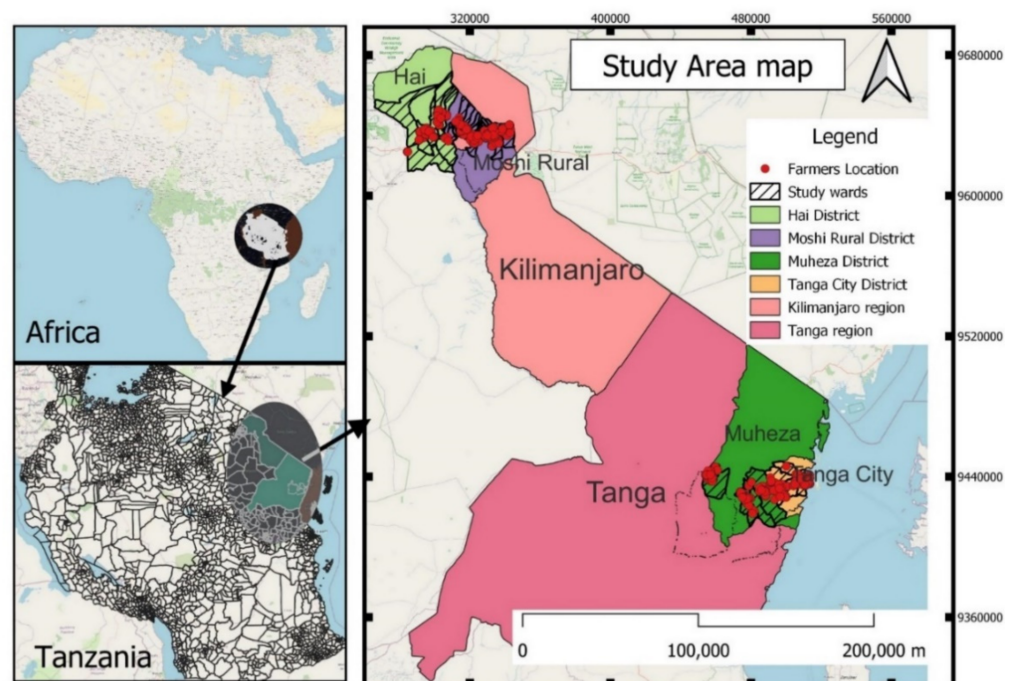 320000 400000 480000 560000
Study Area map
9680000
Hai
Legend
Farmers Location
Study wards
Hai District
Moshi Rural District
Muheza District
Tanga City District
Kilimanjaro region
Tanga region
Moshi Rural
9600000
Kilimanjaro
Africa
9520000
Muheza
Tanga City
Tanga
9440000
9360000
Tanzania
0 100,000 200,000 m